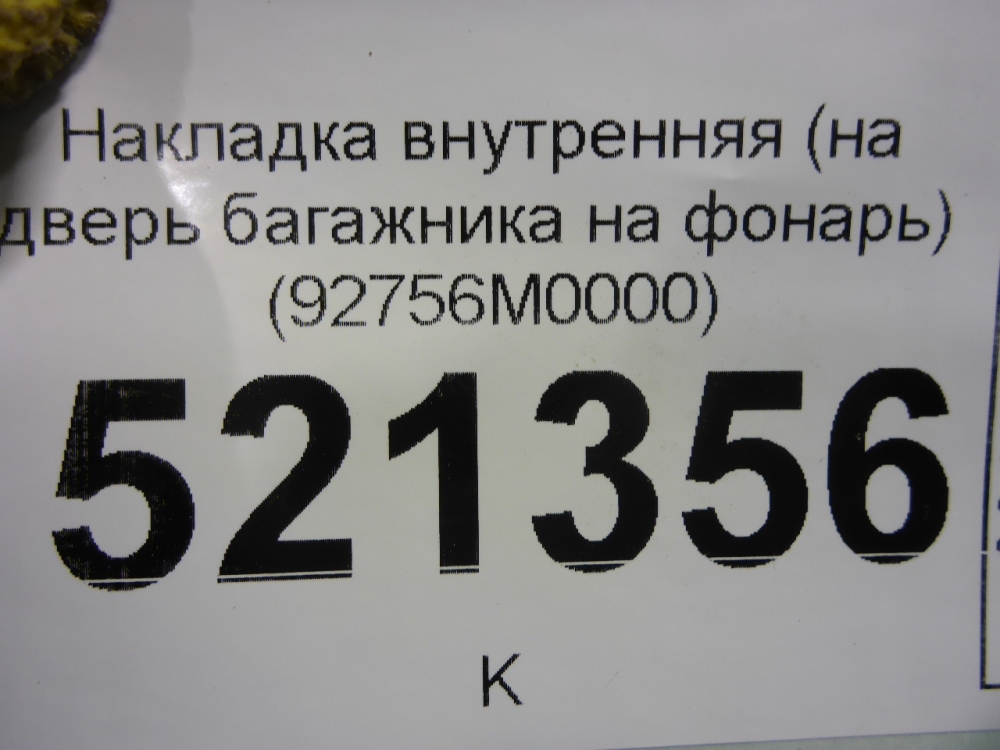 Накладка внутренняя (на
дверь багажника на фонарь)
(92756M0000)
521356
К